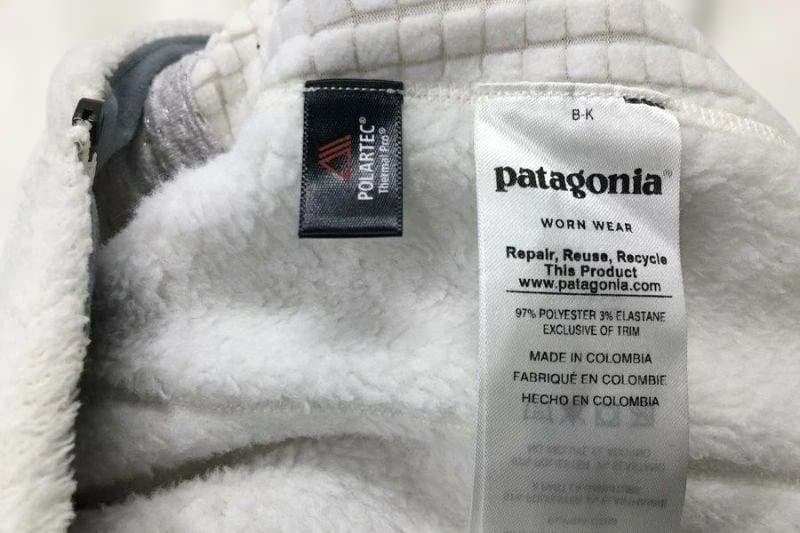 POLARTEC®
Thermal Pro®
B-K
patagonia®
WORN WEAR
Repair, Reuse, Recycle
This Product
www.patagonia.com
97% POLYESTER 3% ELASTANE
EXCLUSIVE OF TRIM
MADE IN COLOMBIA
FABRIQUÉ EN COLOMBIE
HECHO EN COLOMBIA